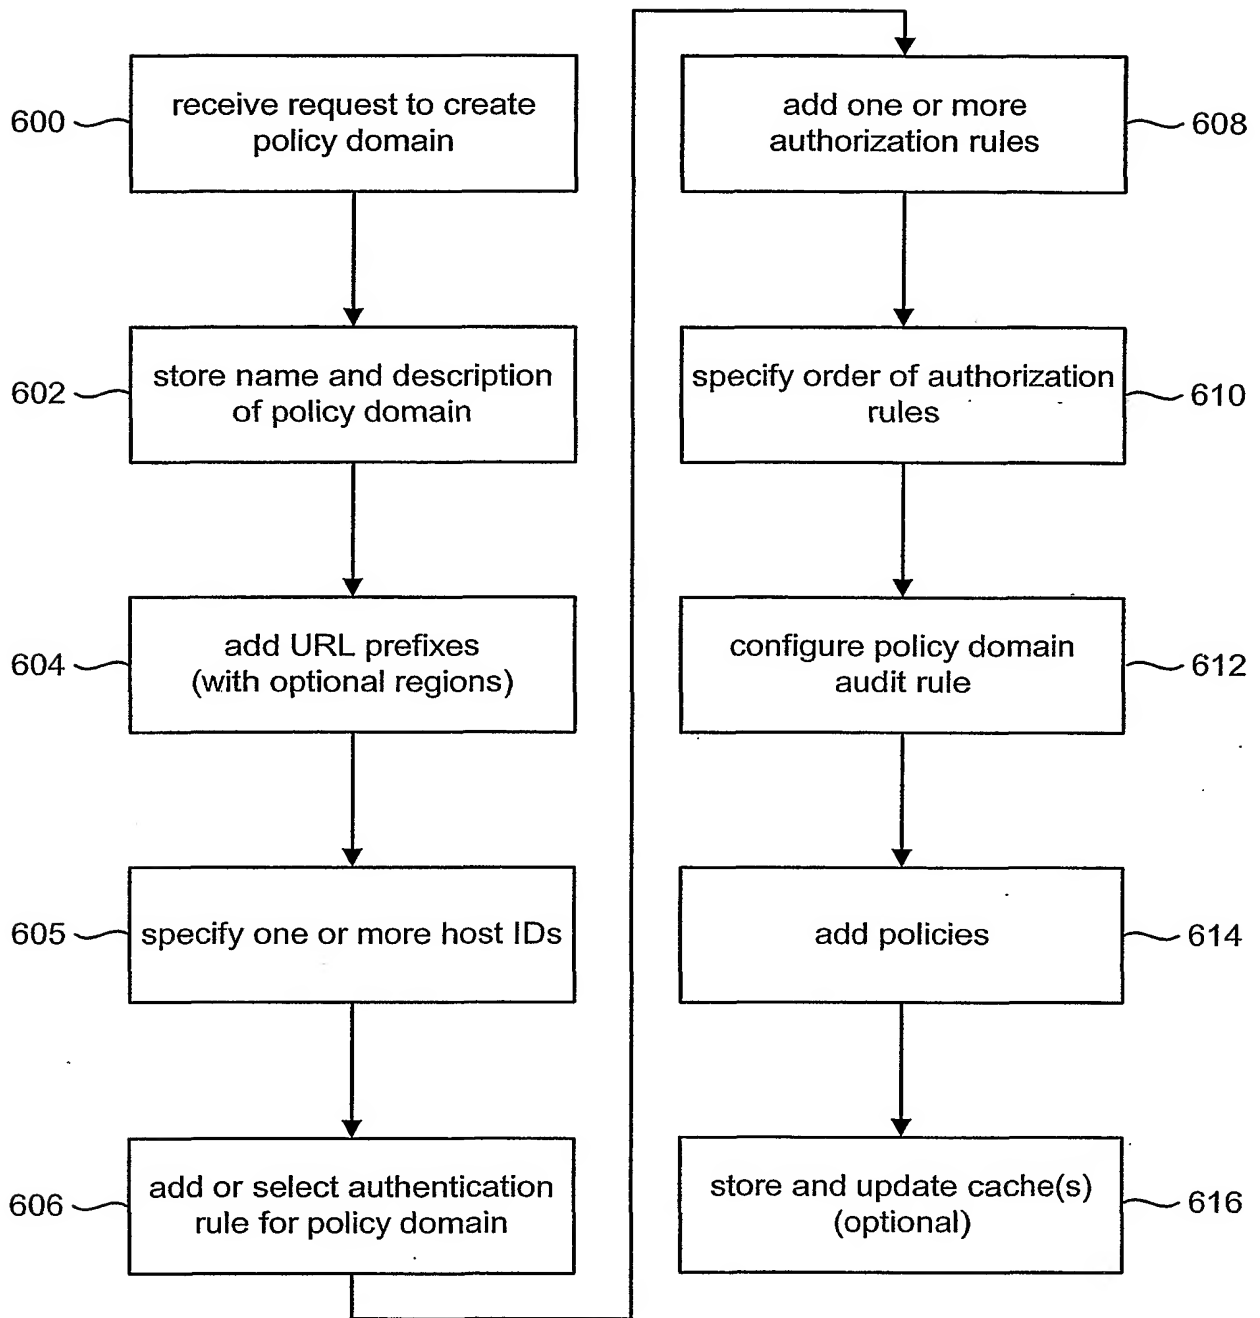 600
receive request to create
policy domain
602
store name and description
of policy domain
604
add URL prefixes
(with optional regions)
605
specify one or more host IDs
606
add or select authentication
rule for policy domain
add one or more
authorization rules
608
specify order of authorization
rules
610
configure policy domain
audit rule
612
add policies
614
store and update cache(s)
(optional)
616